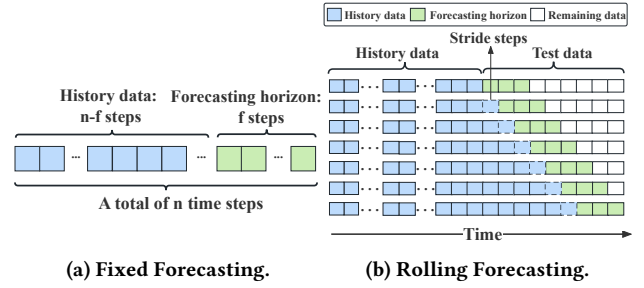 History data:
n-f steps
Forecasting horizon:
f steps
... ... ...
A total of n time steps
(a) Fixed Forecasting.
History data Forecasting horizon Remaining data
Stride steps
History data
Test data
... ...
... ...
... ...
... ...
... ...
... ...
... ...
Time
(b) Rolling Forecasting.